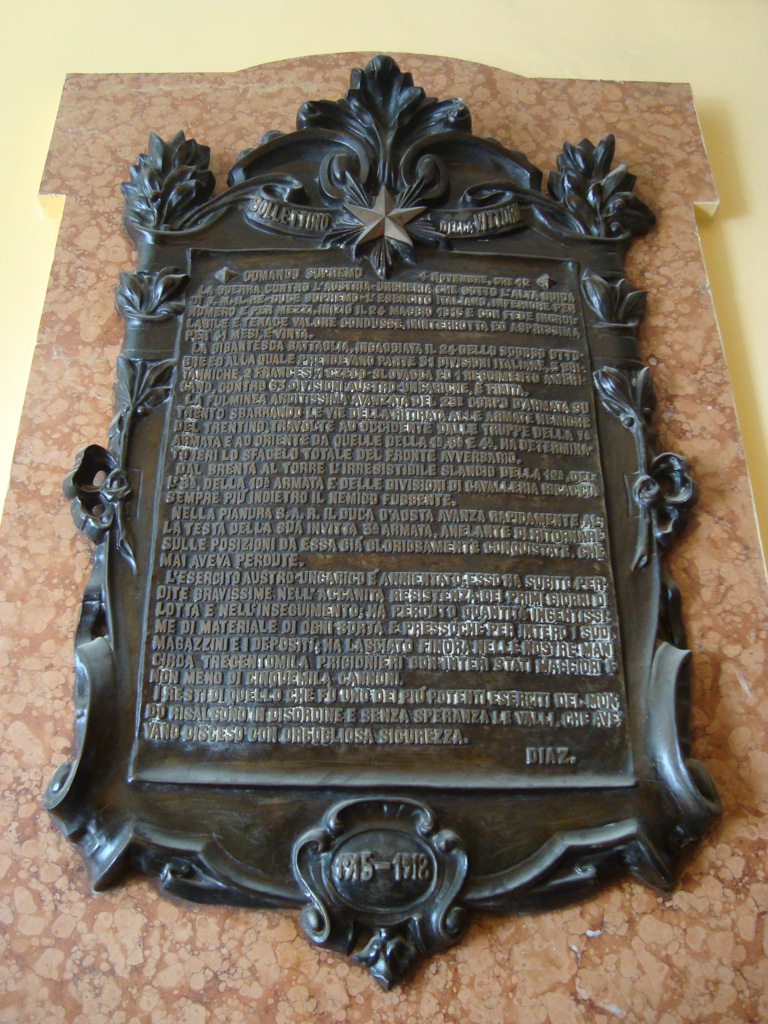 BOLLETTINO DELLA VITTORIA
COMANDO SUPREMO 4 NOVEMBRE, ORE 12
LA GUERRA CONTRO L'AUSTRIA-UNGHERIA CHE SOTTO L'ALTA GUIDA
DI S. M. IL RE-DUCE SUPREMO-L'ESERCITO ITALIANO, INFERIORE PER
NUMERO E PER MEZZI, INIZIÒ IL 24 MAGGIO 1915 E CON FEDE INCROL-
LABILE E TENACE VALORE CONDUSSE, ININTERROTTA ED ASPRISSIMA
PER 41 MESI, È VINTA.
LA GIGANTESCA BATTAGLIA, INGAGGIATA IL 24 DELLO SCORSO OTTO-
BRE ED ALLA QUALE PRENDEVANO PARTE 51 DIVISIONI ITALIANE, 3 BRI-
TANNICHE, 2 FRANCESI, 1 CZECO-SLOVACCA ED 1 REGGIMENTO AMERI-
CANO, CONTRO 63 DIVISIONI AUSTRO-UNGARICHE, È FINITA.
LA FULMINEA ARDITISSIMA AVANZATA DEL 29º CORPO D'ARMATA SU
TRENTO SBARRANDO LE VIE DELLA RITIRATA ALLE ARMATE NEMICHE
DEL TRENTINO, TRAVOLTE AD OCCIDENTE DALLE TRUPPE DELLA 7ª
ARMATA E AD ORIENTE DA QUELLE DELLA 1ª 6ª E 4ª, HA DETERMINA-
TO IERI LO SFACELO TOTALE DEL FRONTE AVVERSARIO.
DAL BRENTA AL TORRE L'IRRESISTIBILE SLANCIO DELLA 12ª, DEL-
L'8ª, DELLA 10ª ARMATA E DELLE DIVISIONI DI CAVALLERIA RICACCIA
SEMPRE PIÙ INDIETRO IL NEMICO FUGGENTE.
NELLA PIANURA S. A. R. IL DUCA D'AOSTA AVANZA RAPIDAMENTE AL-
LA TESTA DELLA SUA INVITTA 3ª ARMATA, ANELANTE DI RITORNARE
SULLE POSIZIONI DA ESSA GIÀ GLORIOSAMENTE CONQUISTATE, CHE
MAI AVEVA PERDUTE.
L'ESERCITO AUSTRO-UNGARICO È ANNIENTATO: ESSO HA SUBITO PER-
DITE GRAVISSIME NELL'ACCANITA RESISTENZA DEI PRIMI GIORNI DI
LOTTA E NELL'INSEGUIMENTO; HA PERDUTO QUANTITÀ INGENTISSI-
ME DI MATERIALE DI OGNI SORTA E PRESSOCHÈ PER INTERO I SUOI
MAGAZZINI E I DEPOSITI; HA LASCIATO FINORA NELLE NOSTRE MANI
CIRCA TRECENTOMILA PRIGIONIERI CON INTERI STATI MAGGIORI E
NON MENO DI CINQUEMILA CANNONI.
I RESTI DI QUELLO CHE FU UNO DEI PIÙ POTENTI ESERCITI DEL MON-
DO RISALGONO IN DISORDINE E SENZA SPERANZA LE VALLI, CHE AVE-
VANO DISCESO CON ORGOGLIOSA SICUREZZA.
DIAZ.
1915-1918